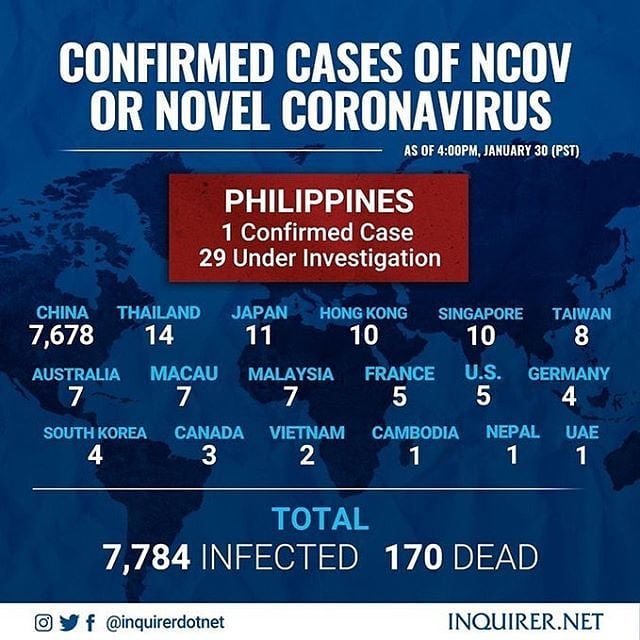 CONFIRMED CASES OF NCOV
OR NOVEL CORONAVIRUS
AS OF 4:00PM, JANUARY 30 (PST)
PHILIPPINES
1 Confirmed Case
29 Under Investigation
CHINA THAILAND JAPAN HONG KONG SINGAPORE TAIWAN
7,678 14 11 10 10 8
AUSTRALIA MACAU MALAYSIA FRANCE U.S. GERMANY
7 7 7 5 5 4
SOUTH KOREA CANADA VIETNAM CAMBODIA NEPAL UAE
4 3 2 1 1 1
TOTAL
7,784 INFECTED 170 DEAD
@inquirerdotnet INQUIRER.NET